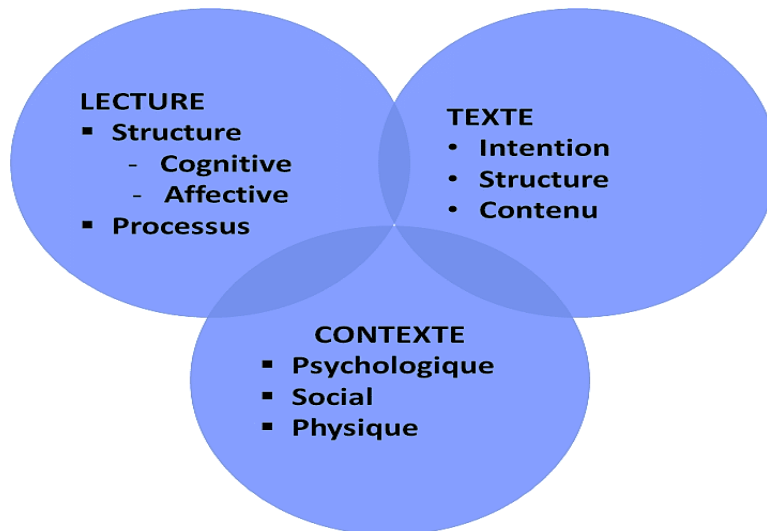 LECTURE
▪ Structure
- Cognitive
- Affective
▪ Processus
TEXTE
• Intention
• Structure
• Contenu
CONTEXTE
▪ Psychologique
▪ Social
▪ Physique